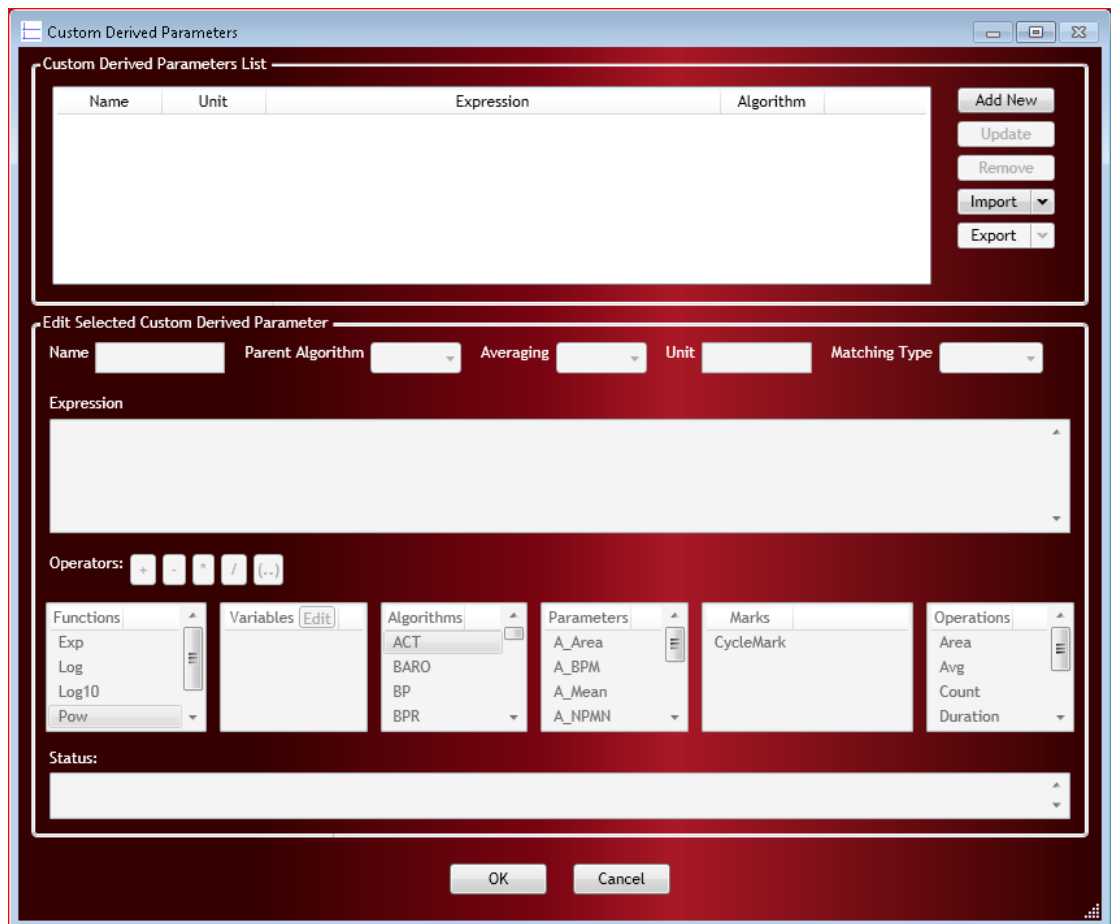 Custom Derived Parameters
Custom Derived Parameters List
Name Unit Expression Algorithm
Add New
Update
Remove
Import
Export
Edit Selected Custom Derived Parameter
Name Parent Algorithm Averaging Unit Matching Type
Expression
Operators: + - * / (..)
Functions Variables Edit Algorithms Parameters Marks Operations
Exp ACT A_Area CycleMark Area
Log BARO A_BPM Avg
Log10 BP A_Mean Count
Pow BPR A_NPMN Duration
Status:
OK Cancel